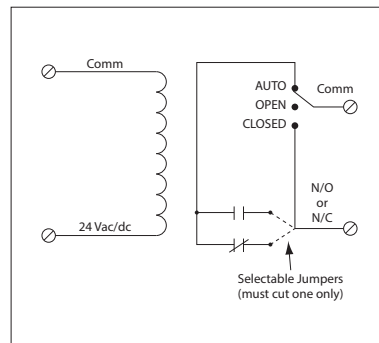 Comm
24 Vac/dc
AUTO
OPEN
CLOSED
Comm
N/O
or
N/C
Selectable Jumpers
(must cut one only)